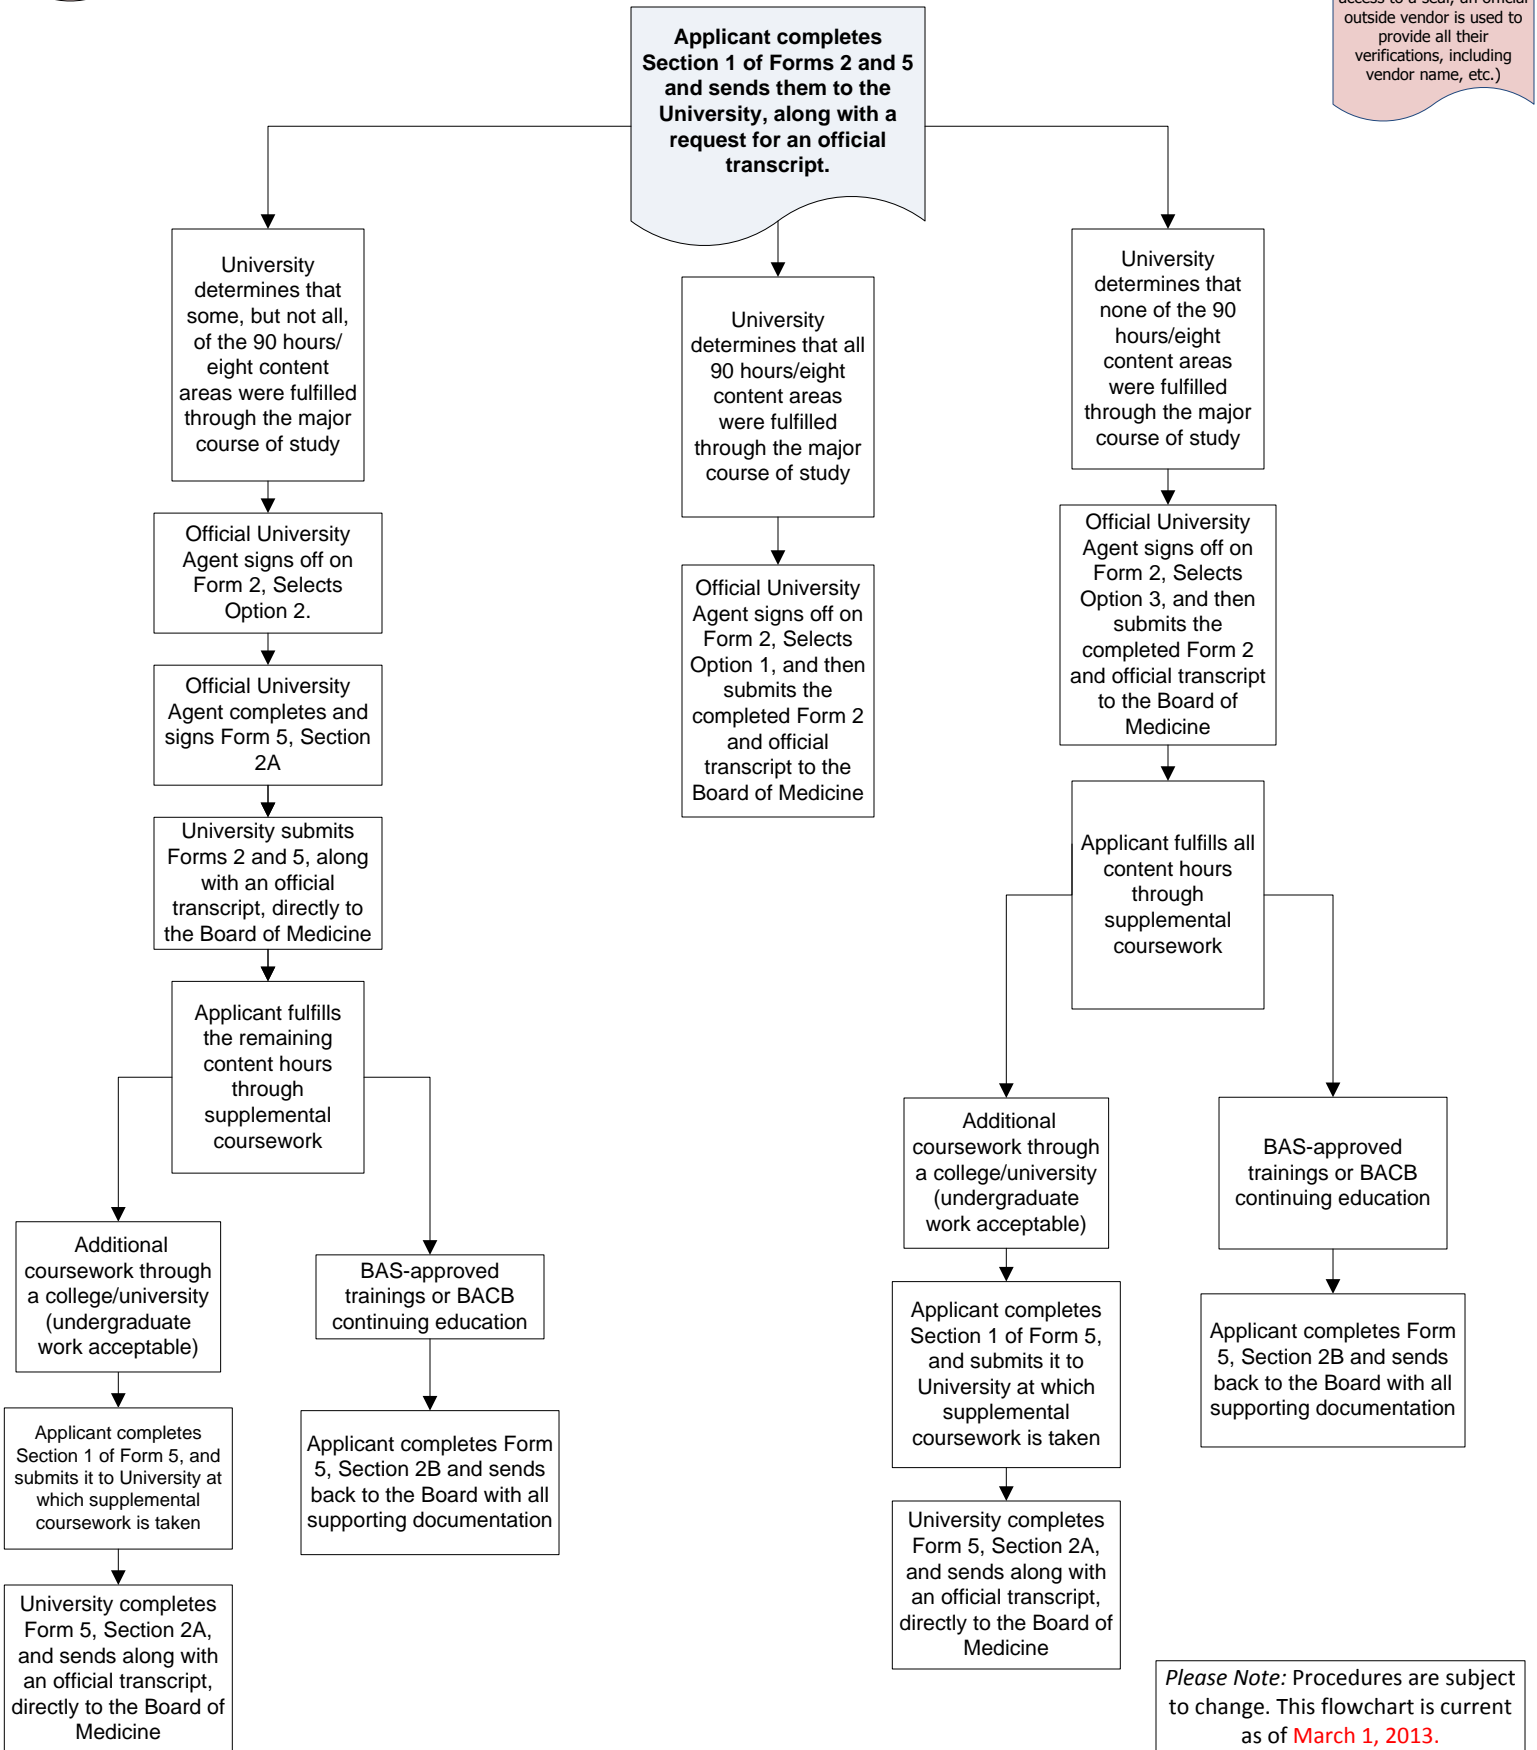 outside vendor is used to
provide all their
verifications, including
vendor name, etc.)
Applicant completes
Section 1 of Forms 2 and 5
and sends them to the
University, along with a
request for an official
transcript.
University
determines that
some, but not all,
of the 90 hours/
eight content
areas were fulfilled
through the major
course of study
University
determines that all
90 hours/eight
content areas
were fulfilled
through the major
course of study
University
determines that
none of the 90
hours/eight
content areas
were fulfilled
through the major
course of study
Official University
Agent signs off on
Form 2, Selects
Option 2.
Official University
Agent signs off on
Form 2, Selects
Option 1, and then
submits the
completed Form 2
and official
transcript to the
Board of Medicine
Official University
Agent signs off on
Form 2, Selects
Option 3, and then
submits the
completed Form 2
and official transcript
to the Board of
Medicine
Official University
Agent completes and
signs Form 5, Section
2A
University submits
Forms 2 and 5, along
with an official
transcript, directly to
the Board of Medicine
Applicant fulfills all
content hours
through
supplemental
coursework
Applicant fulfills
the remaining
content hours
through
supplemental
coursework
Additional
coursework through
a college/university
(undergraduate
work acceptable)
BAS-approved
trainings or BACB
continuing education
Additional
coursework through
a college/university
(undergraduate
work acceptable)
BAS-approved
trainings or BACB
continuing education
Applicant completes
Section 1 of Form 5,
and submits it to
University at which
supplemental
coursework is taken
Applicant completes Form
5, Section 2B and sends
back to the Board with all
supporting documentation
Applicant completes
Section 1 of Form 5, and
submits it to University at
which supplemental
coursework is taken
Applicant completes Form
5, Section 2B and sends
back to the Board with all
supporting documentation
University completes
Form 5, Section 2A,
and sends along with
an official transcript,
directly to the Board of
Medicine
University completes
Form 5, Section 2A,
and sends along with
an official transcript,
directly to the Board of
Medicine
Please Note: Procedures are subject
to change. This flowchart is current
as of March 1, 2013.